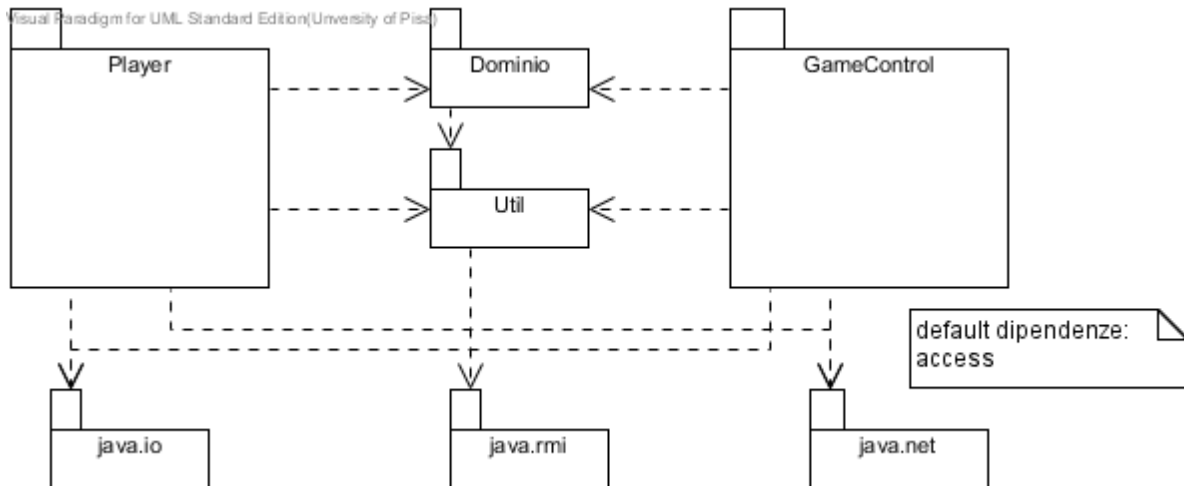 Visual Paradigm for UML Standard Edition(Unversity of Pisa)
Player
Dominio
GameControl
Util
default dipendenze:
access
java.io
java.rmi
java.net